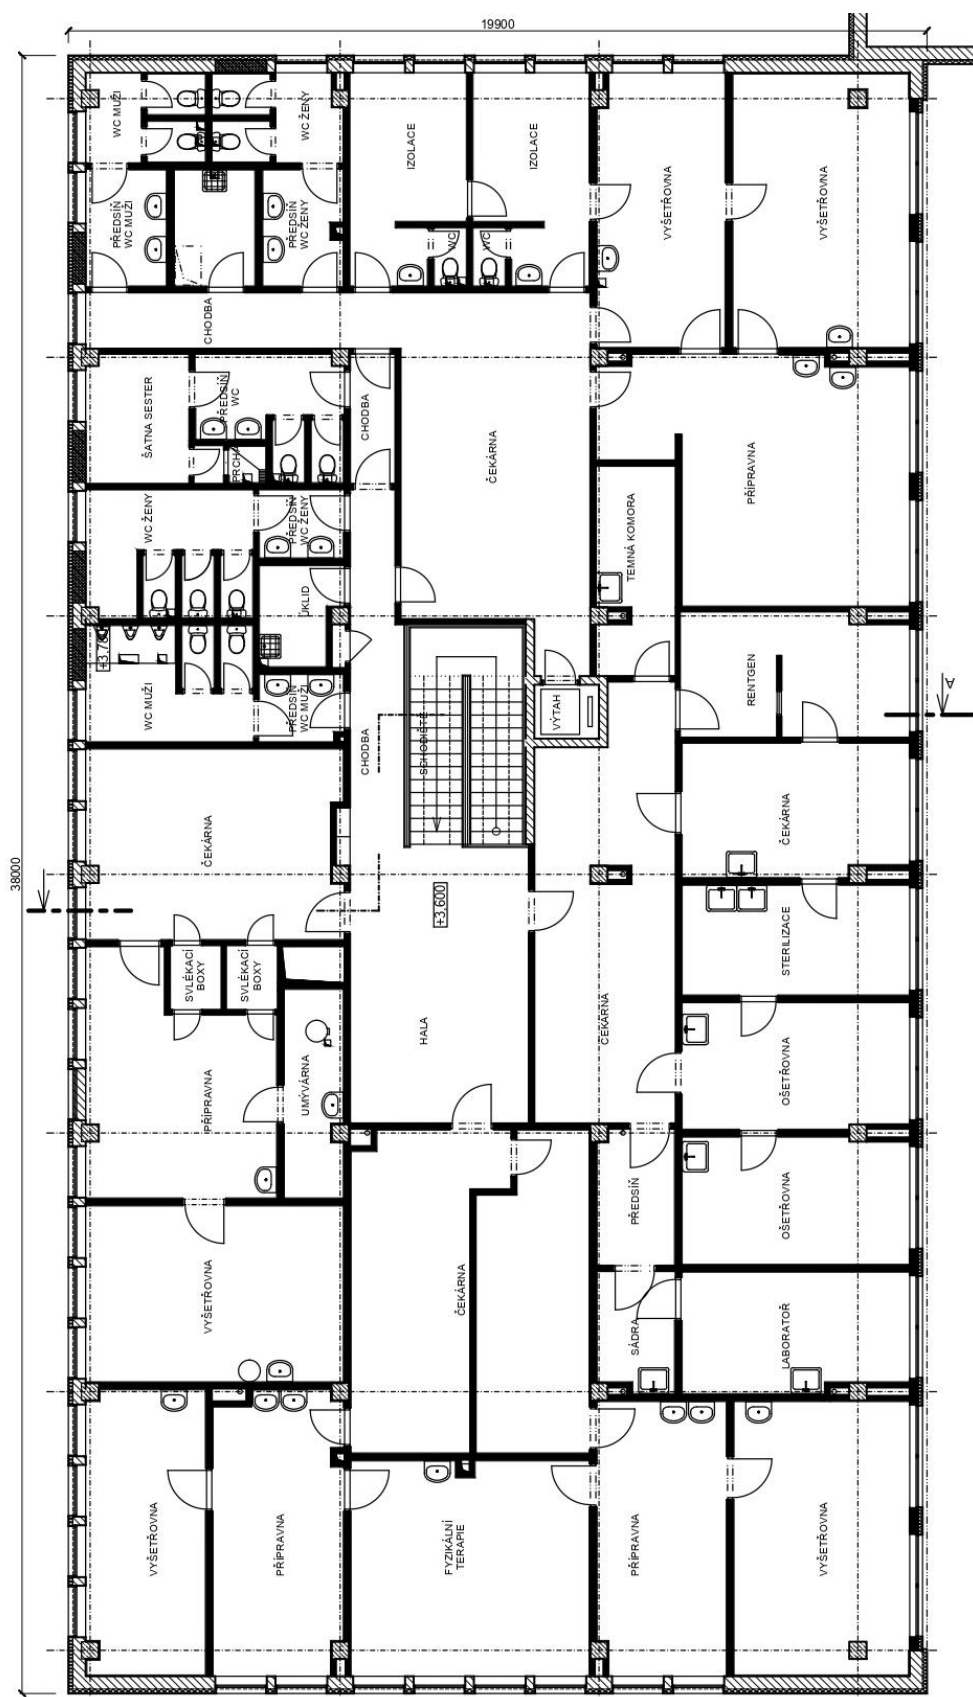 19900
38000
WC MUŽI
WC ŽENY
IZOLACE
IZOLACE
VYŠETŘOVNA
VYŠETŘOVNA
PŘEDSÍŇ
WC MUŽI
PŘEDSÍŇ
WC ŽENY
WC
WC
CHODBA
ŠATNA SESTER
PŘEDSÍŇ
WC
CHODBA
ČEKÁRNA
PŘÍPRAVNA
WC ŽENY
PŘEDSÍŇ
WC ŽENY
TEMNÁ KOMORA
ÚKLID
WC MUŽI
PŘEDSÍŇ
WC MUŽI
CHODBA
SCHODIŠTĚ
VÝTAH
RENTGEN
A
ČEKÁRNA
ČEKÁRNA
+3,600
SVLÉKACÍ
BOXY
SVLÉKACÍ
BOXY
STERILIZACE
HALA
ČEKÁRNA
PŘÍPRAVNA
UMÝVÁRNA
OŠETŘOVNA
PŘEDSÍŇ
OŠETŘOVNA
VYŠETŘOVNA
ČEKÁRNA
SÁDRA
LABORATOŘ
VYŠETŘOVNA
PŘÍPRAVNA
FYZIKÁLNÍ
TERAPIE
PŘÍPRAVNA
VYŠETŘOVNA